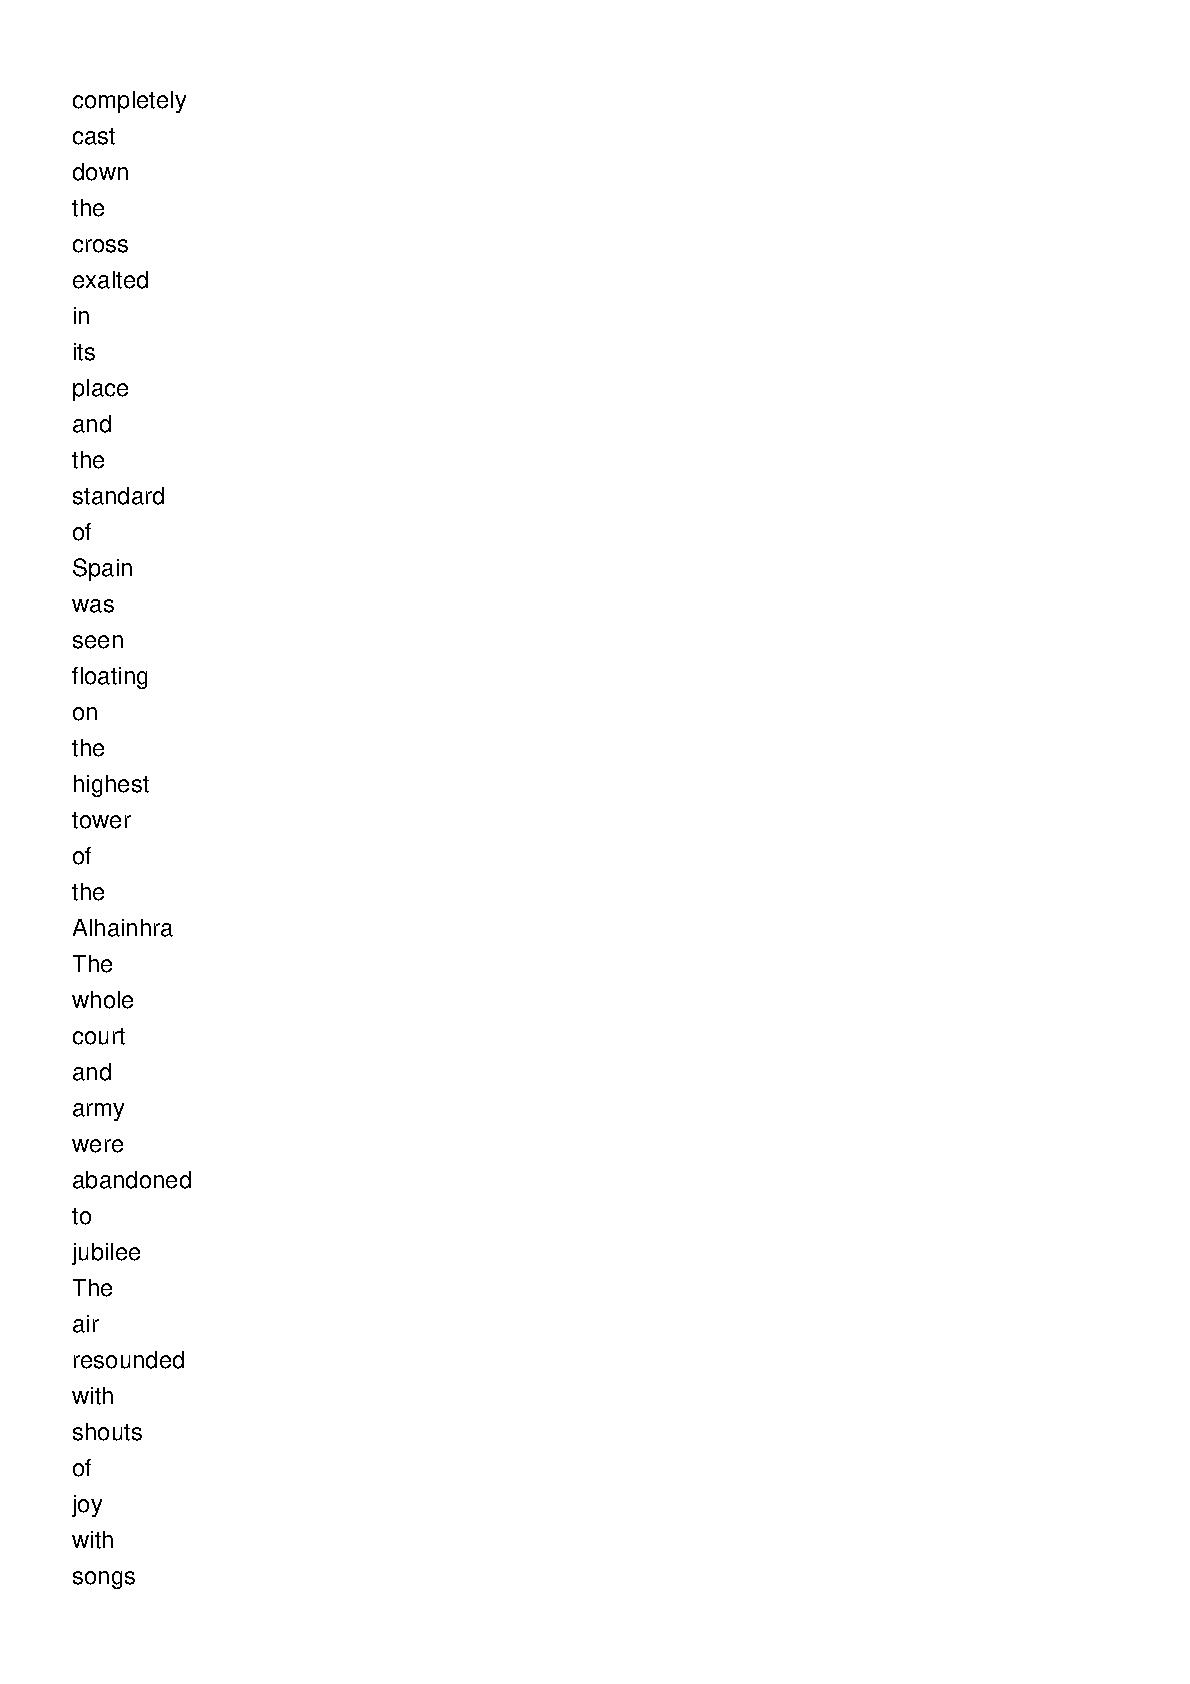 completely
cast
down
the
cross
exalted
in
its
place
and
the
standard
of
Spain
was
seen
floating
on
the
highest
tower
of
the
Alhainhra
The
whole
court
and
army
were
abandoned
to
jubilee
The
air
resounded
with
shouts
of
joy
with
songs